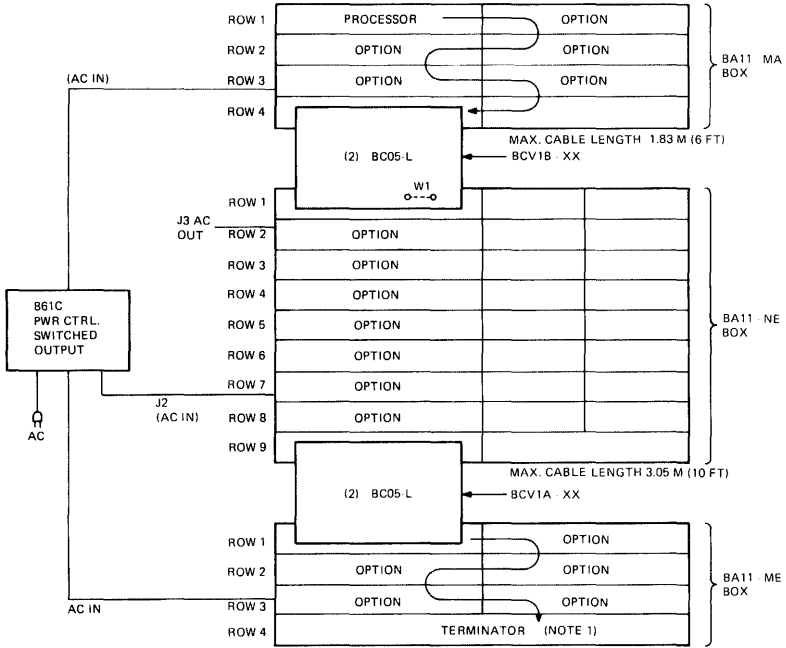 ROW 1 PROCESSOR OPTION
ROW 2 OPTION OPTION
ROW 3 OPTION OPTION
ROW 4
BA11-MA
BOX
(AC IN)
(2) BC05-L
W1
MAX. CABLE LENGTH 1.83 M (6 FT)
BCV1B-XX
ROW 1
J3 AC
OUT
ROW 2 OPTION
ROW 3 OPTION
ROW 4 OPTION
ROW 5 OPTION
ROW 6 OPTION
ROW 7 OPTION
ROW 8 OPTION
ROW 9
BA11-NE
BOX
861C
PWR CTRL.
SWITCHED
OUTPUT
AC
J2
(AC IN)
(2) BC05-L
MAX. CABLE LENGTH 3.05 M (10 FT)
BCV1A-XX
ROW 1 OPTION
ROW 2 OPTION OPTION
ROW 3 OPTION OPTION
ROW 4 TERMINATOR (NOTE 1)
AC IN
BA11-ME
BOX